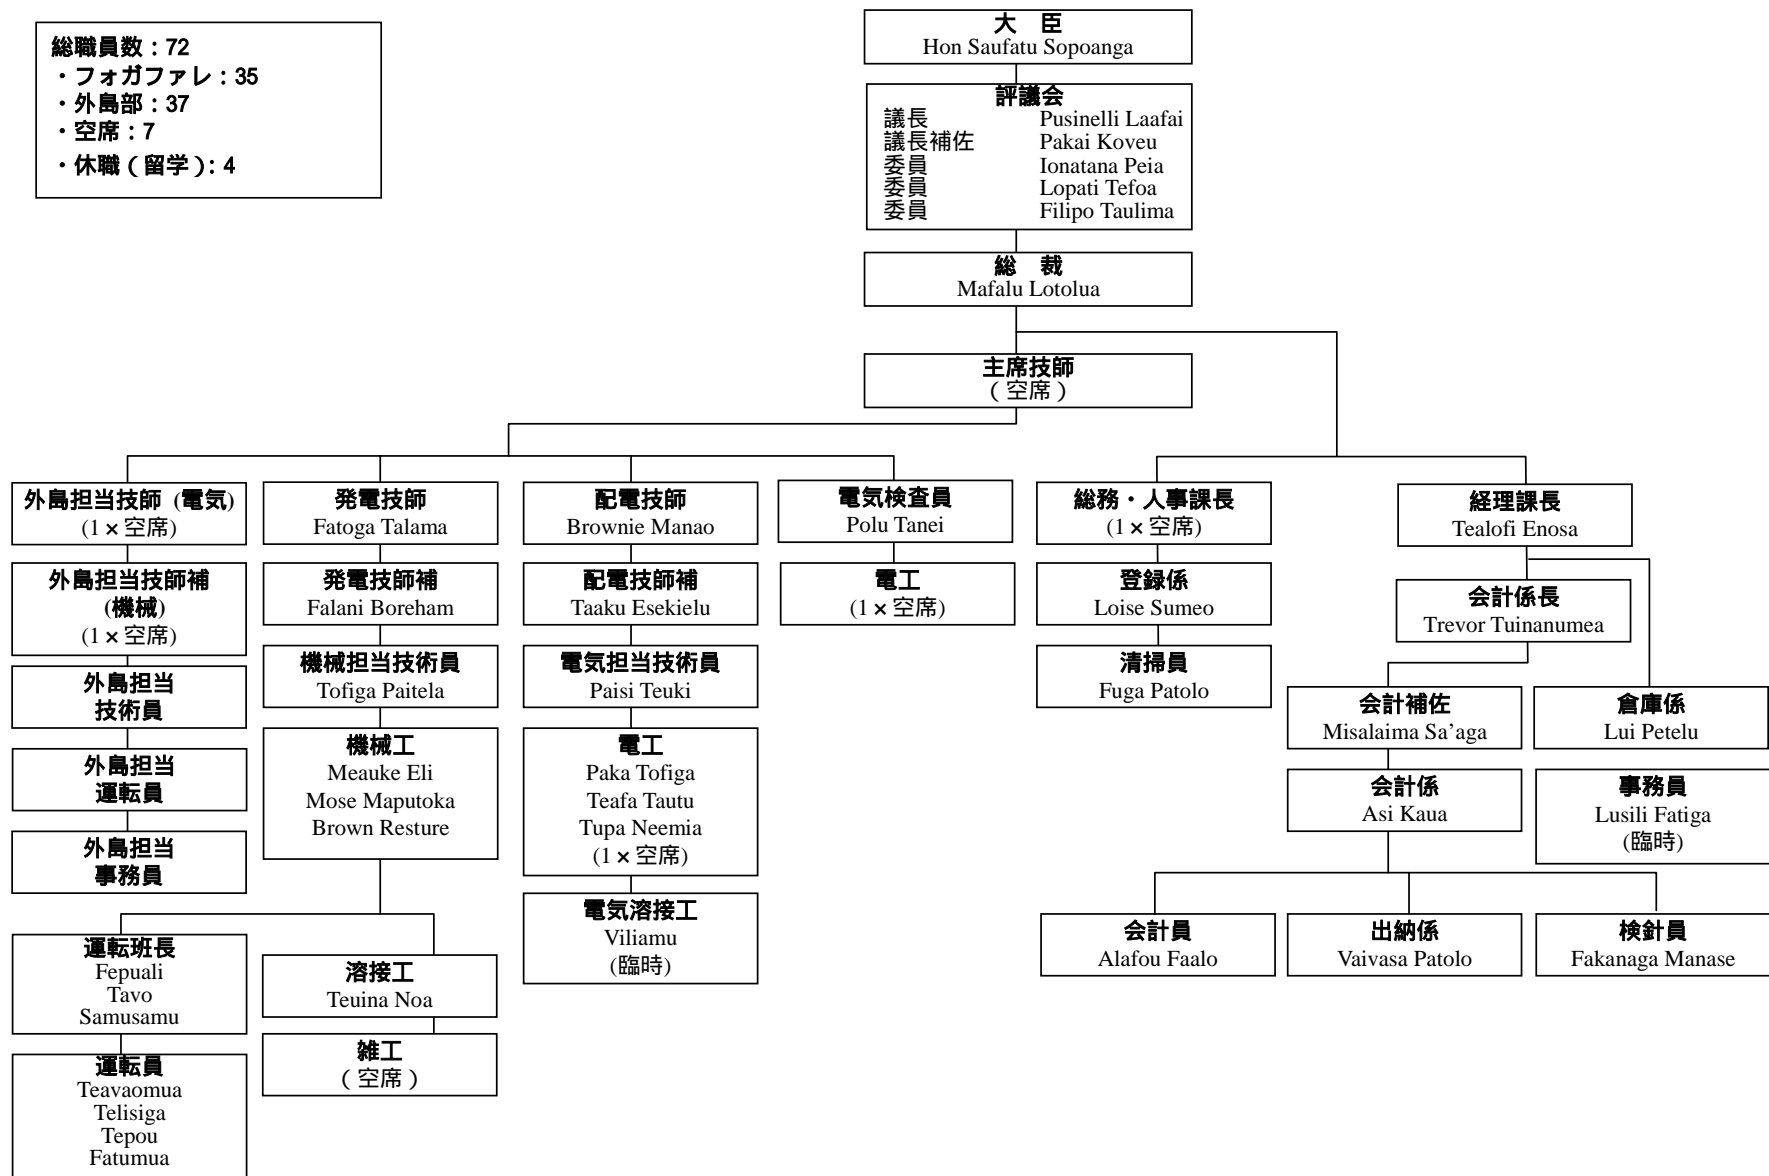 総職員数：72
・フォガファレ：35
・外島部：37
・空席：7
・休職（留学）：4
大　臣
Hon Saufatu Sopoanga
評議会
議長 Pusinelli Laafai
議長補佐 Pakai Koveu
委員 Ionatana Peia
委員 Lopati Tefoa
委員 Filipo Taulima
総　裁
Mafalu Lotolua
主席技師
（空席）
外島担当技師 (電気)
(1 × 空席)
外島担当技師補
(機械)
(1 × 空席)
外島担当
技術員
外島担当
運転員
外島担当
事務員
発電技師
Fatoga Talama
発電技師補
Falani Boreham
機械担当技術員
Tofiga Paitela
機械工
Meauke Eli
Mose Maputoka
Brown Resture
運転班長
Fepuali
Tavo
Samusamu
運転員
Teavaomua
Telisiga
Tepou
Fatumua
溶接工
Teuina Noa
雑工
（空席）
配電技師
Brownie Manao
配電技師補
Taaku Esekielu
電気担当技術員
Paisi Teuki
電工
Paka Tofiga
Teafa Tautu
Tupa Neemia
(1 × 空席)
電気溶接工
Viliamu
(臨時)
電気検査員
Polu Tanei
電工
(1 × 空席)
総務・人事課長
(1 × 空席)
登録係
Loise Sumeo
清掃員
Fuga Patolo
経理課長
Tealofi Enosa
会計係長
Trevor Tuinanumea
会計補佐
Misalaima Sa’aga
会計係
Asi Kaua
倉庫係
Lui Petelu
事務員
Lusili Fatiga
(臨時)
会計員
Alafou Faalo
出納係
Vaivasa Patolo
検針員
Fakanaga Manase